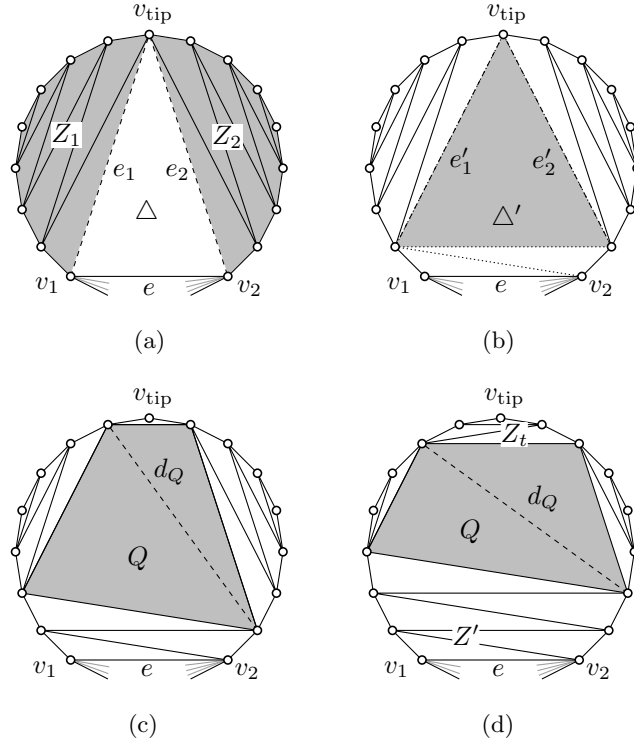 v_tip v_tip
Z_1 Z_2
e_1 e_2 e'_1 e'_2
△ △'
v_1 e v_2 v_1 e v_2
(a) (b)
v_tip v_tip
Z_t
d_Q d_Q
Q Q
Z'
v_1 e v_2 v_1 e v_2
(c) (d)